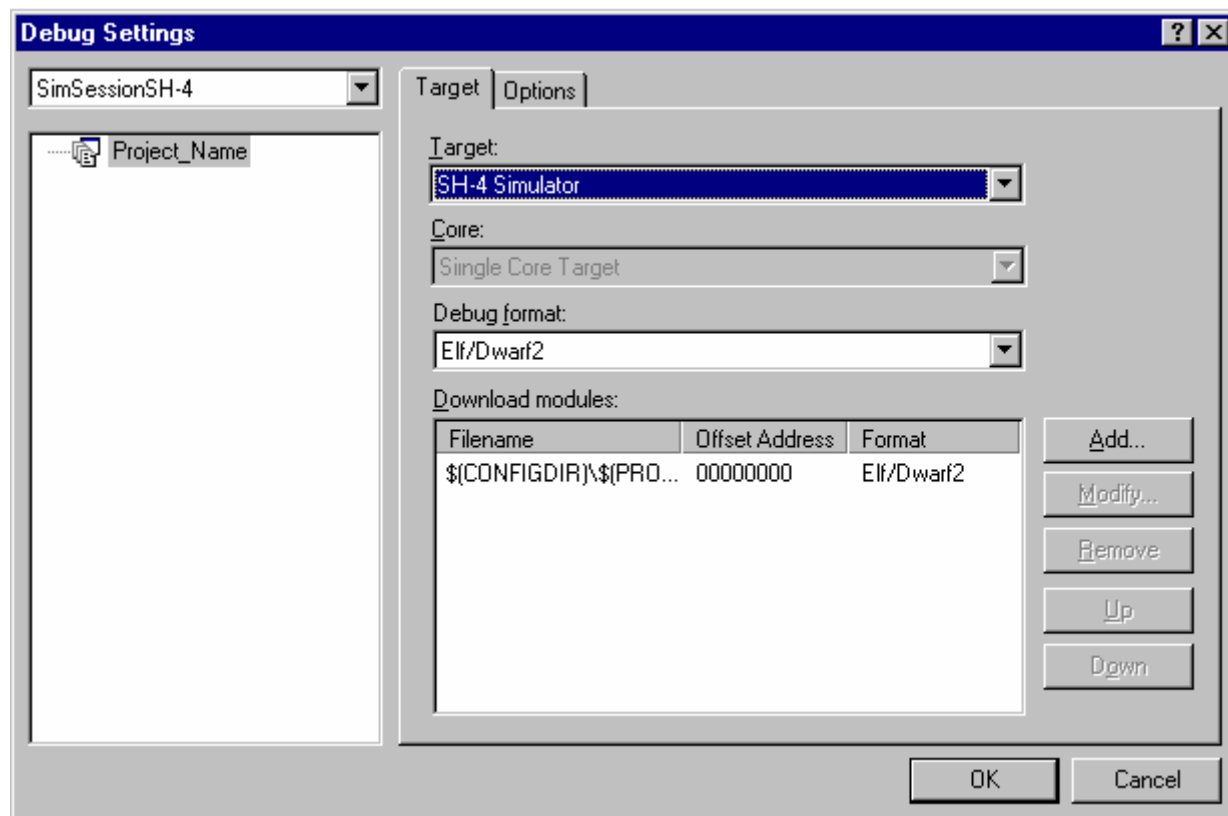 Debug Settings
SimSessionSH-4
Project_Name
Target
Options
Target:
SH-4 Simulator
Core:
Siingle Core Target
Debug format:
Elf/Dwarf2
Download modules:
Filename Offset Address Format
$(CONFIGDIR)\$(PRO... 00000000 Elf/Dwarf2
Add...
Modify...
Remove
Up
Down
OK
Cancel